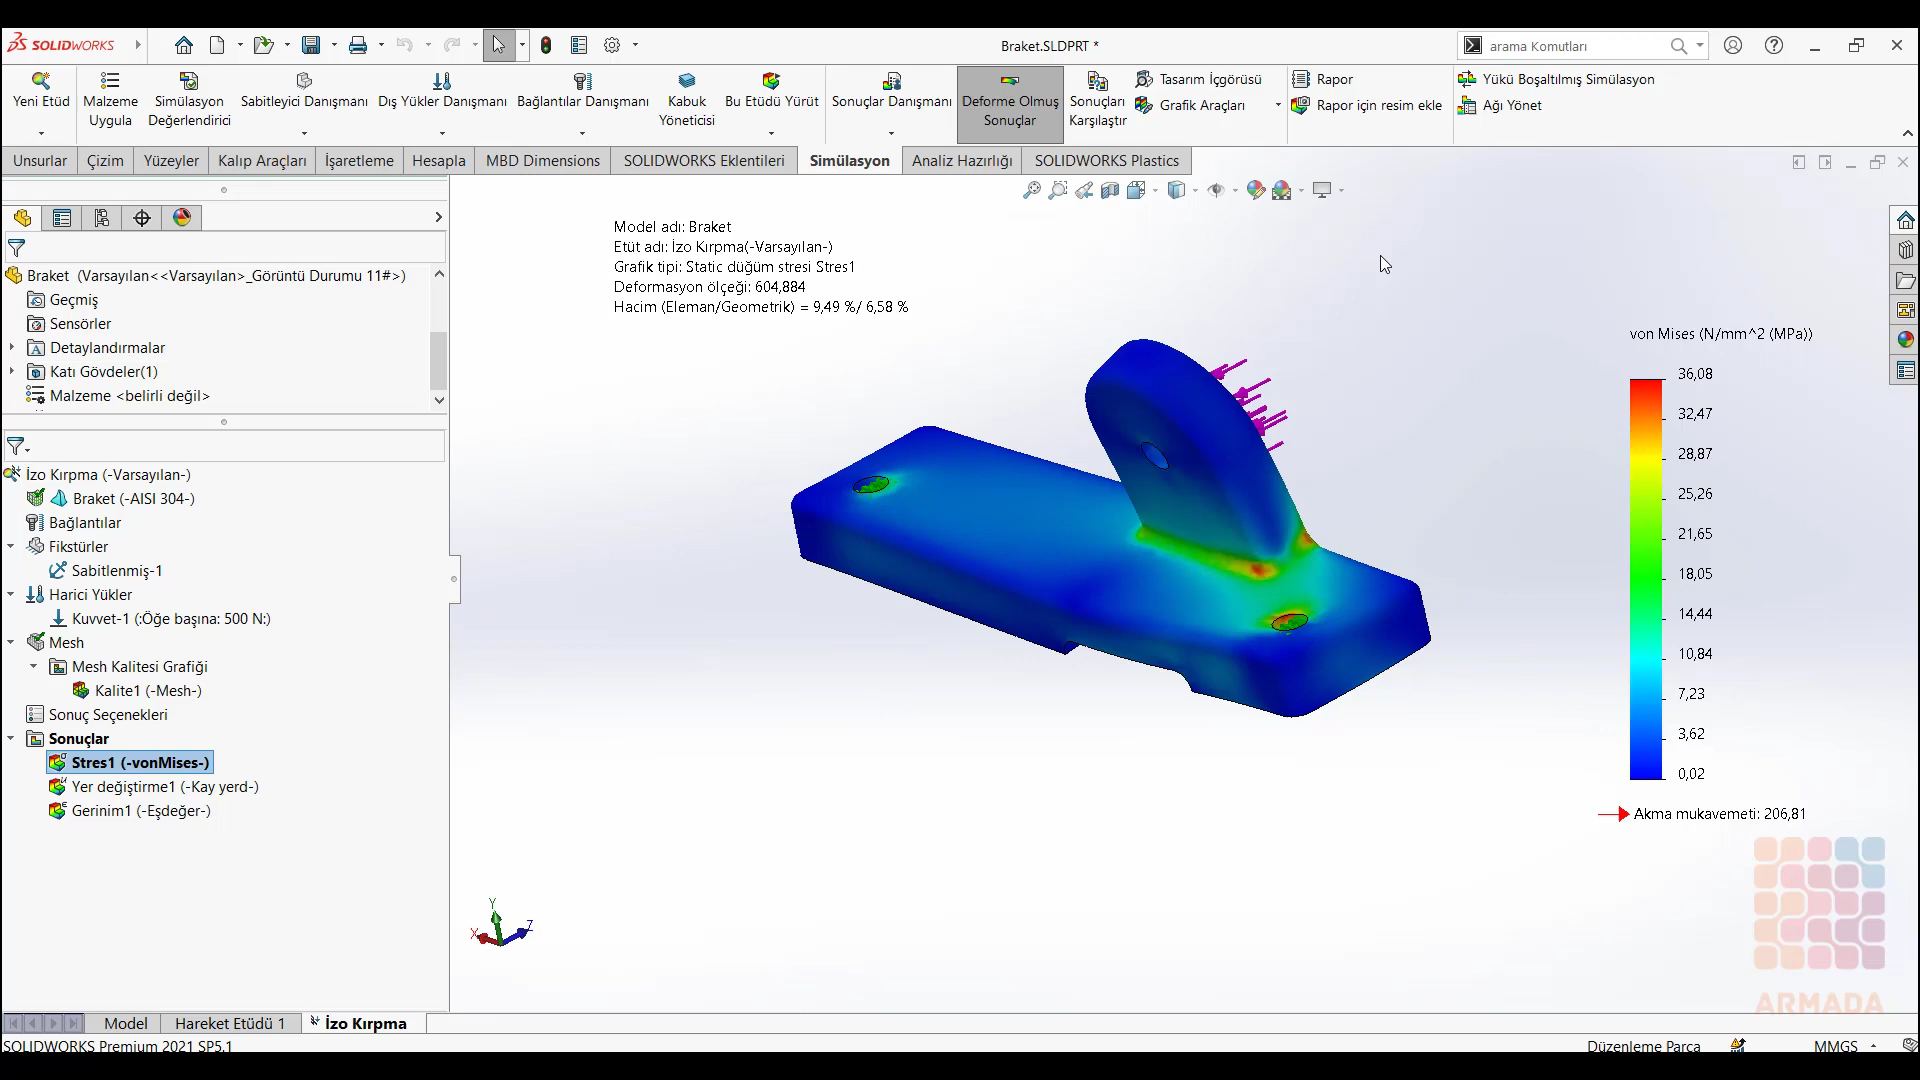 SOLIDWORKS
Braket.SLDPRT *
arama Komutları
Yeni Etüd
Malzeme
Uygula
Simülasyon
Değerlendirici
Sabitleyici Danışmanı
Dış Yükler Danışmanı
Bağlantılar Danışmanı
Kabuk
Yöneticisi
Bu Etüdü Yürüt
Sonuçlar Danışmanı
Deforme Olmuş
Sonuçlar
Sonuçları
Karşılaştır
Tasarım İçgörüsü
Grafik Araçları
Rapor
Rapor için resim ekle
Yükü Boşaltılmış Simülasyon
Ağı Yönet
Unsurlar
Çizim
Yüzeyler
Kalıp Araçları
İşaretleme
Hesapla
MBD Dimensions
SOLIDWORKS Eklentileri
Simülasyon
Analiz Hazırlığı
SOLIDWORKS Plastics
Braket (Varsayılan<<Varsayılan>_Görüntü Durumu 11#>)
Geçmiş
Sensörler
Detaylandırmalar
Katı Gövdeler(1)
Malzeme <belirli değil>
İzo Kırpma (-Varsayılan-)
Braket (-AISI 304-)
Bağlantılar
Fikstürler
Sabitlenmiş-1
Harici Yükler
Kuvvet-1 (:Öğe başına: 500 N:)
Mesh
Mesh Kalitesi Grafiği
Kalite1 (-Mesh-)
Sonuç Seçenekleri
Sonuçlar
Stres1 (-vonMises-)
Yer değiştirme1 (-Kay yerd-)
Gerinim1 (-Eşdeğer-)
Model adı: Braket
Etüt adı: İzo Kırpma(-Varsayılan-)
Grafik tipi: Static düğüm stresi Stres1
Deformasyon ölçeği: 604,884
Hacim (Eleman/Geometrik) = 9,49 %/ 6,58 %
von Mises (N/mm^2 (MPa))
36,08
32,47
28,87
25,26
21,65
18,05
14,44
10,84
7,23
3,62
0,02
Akma mukavemeti: 206,81
Y
X
Z
ARMADA
Model
Hareket Etüdü 1
İzo Kırpma
SOLIDWORKS Premium 2021 SP5.1
Düzenleme Parca
MMGS